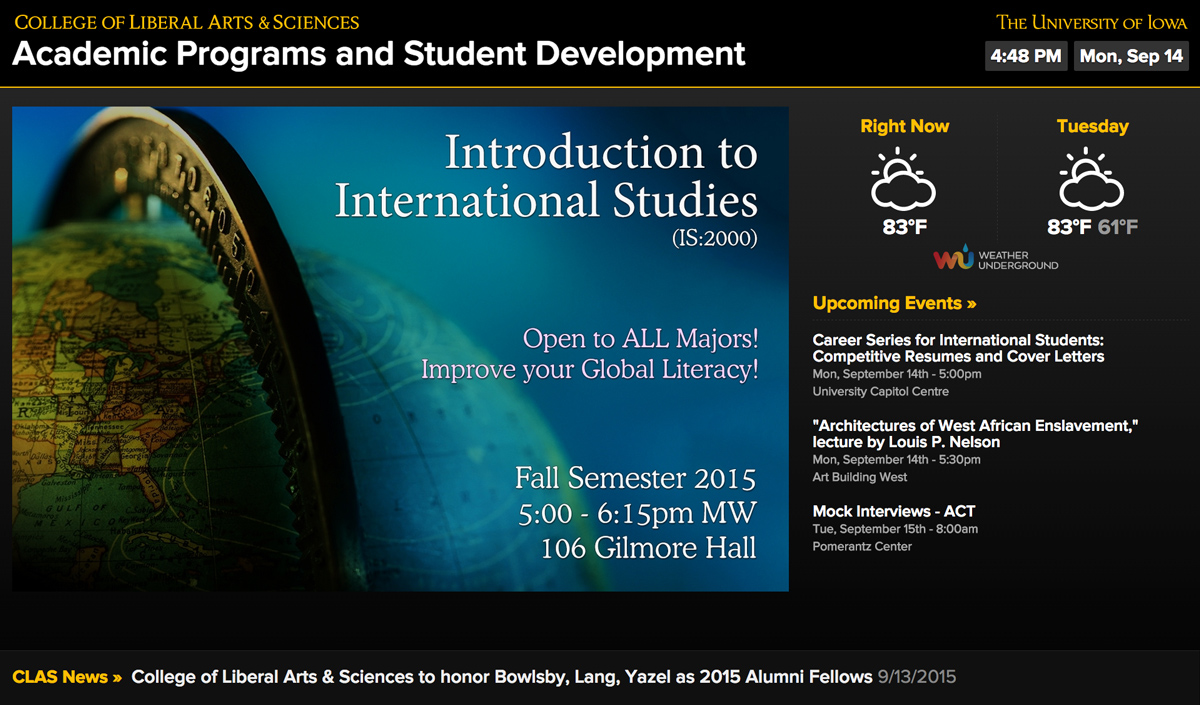 COLLEGE OF LIBERAL ARTS & SCIENCES
Academic Programs and Student Development
THE UNIVERSITY OF IOWA
4:48 PM Mon, Sep 14
Introduction to
International Studies
(IS:2000)
Open to ALL Majors!
Improve your Global Literacy!
Fall Semester 2015
5:00 - 6:15pm MW
106 Gilmore Hall
Right Now
83°F
Tuesday
83°F 61°F
WEATHER
UNDERGROUND
Upcoming Events »
Career Series for International Students:
Competitive Resumes and Cover Letters
Mon, September 14th - 5:00pm
University Capitol Centre
"Architectures of West African Enslavement,"
lecture by Louis P. Nelson
Mon, September 14th - 5:30pm
Art Building West
Mock Interviews - ACT
Tue, September 15th - 8:00am
Pomerantz Center
CLAS News » College of Liberal Arts & Sciences to honor Bowlsby, Lang, Yazel as 2015 Alumni Fellows 9/13/2015